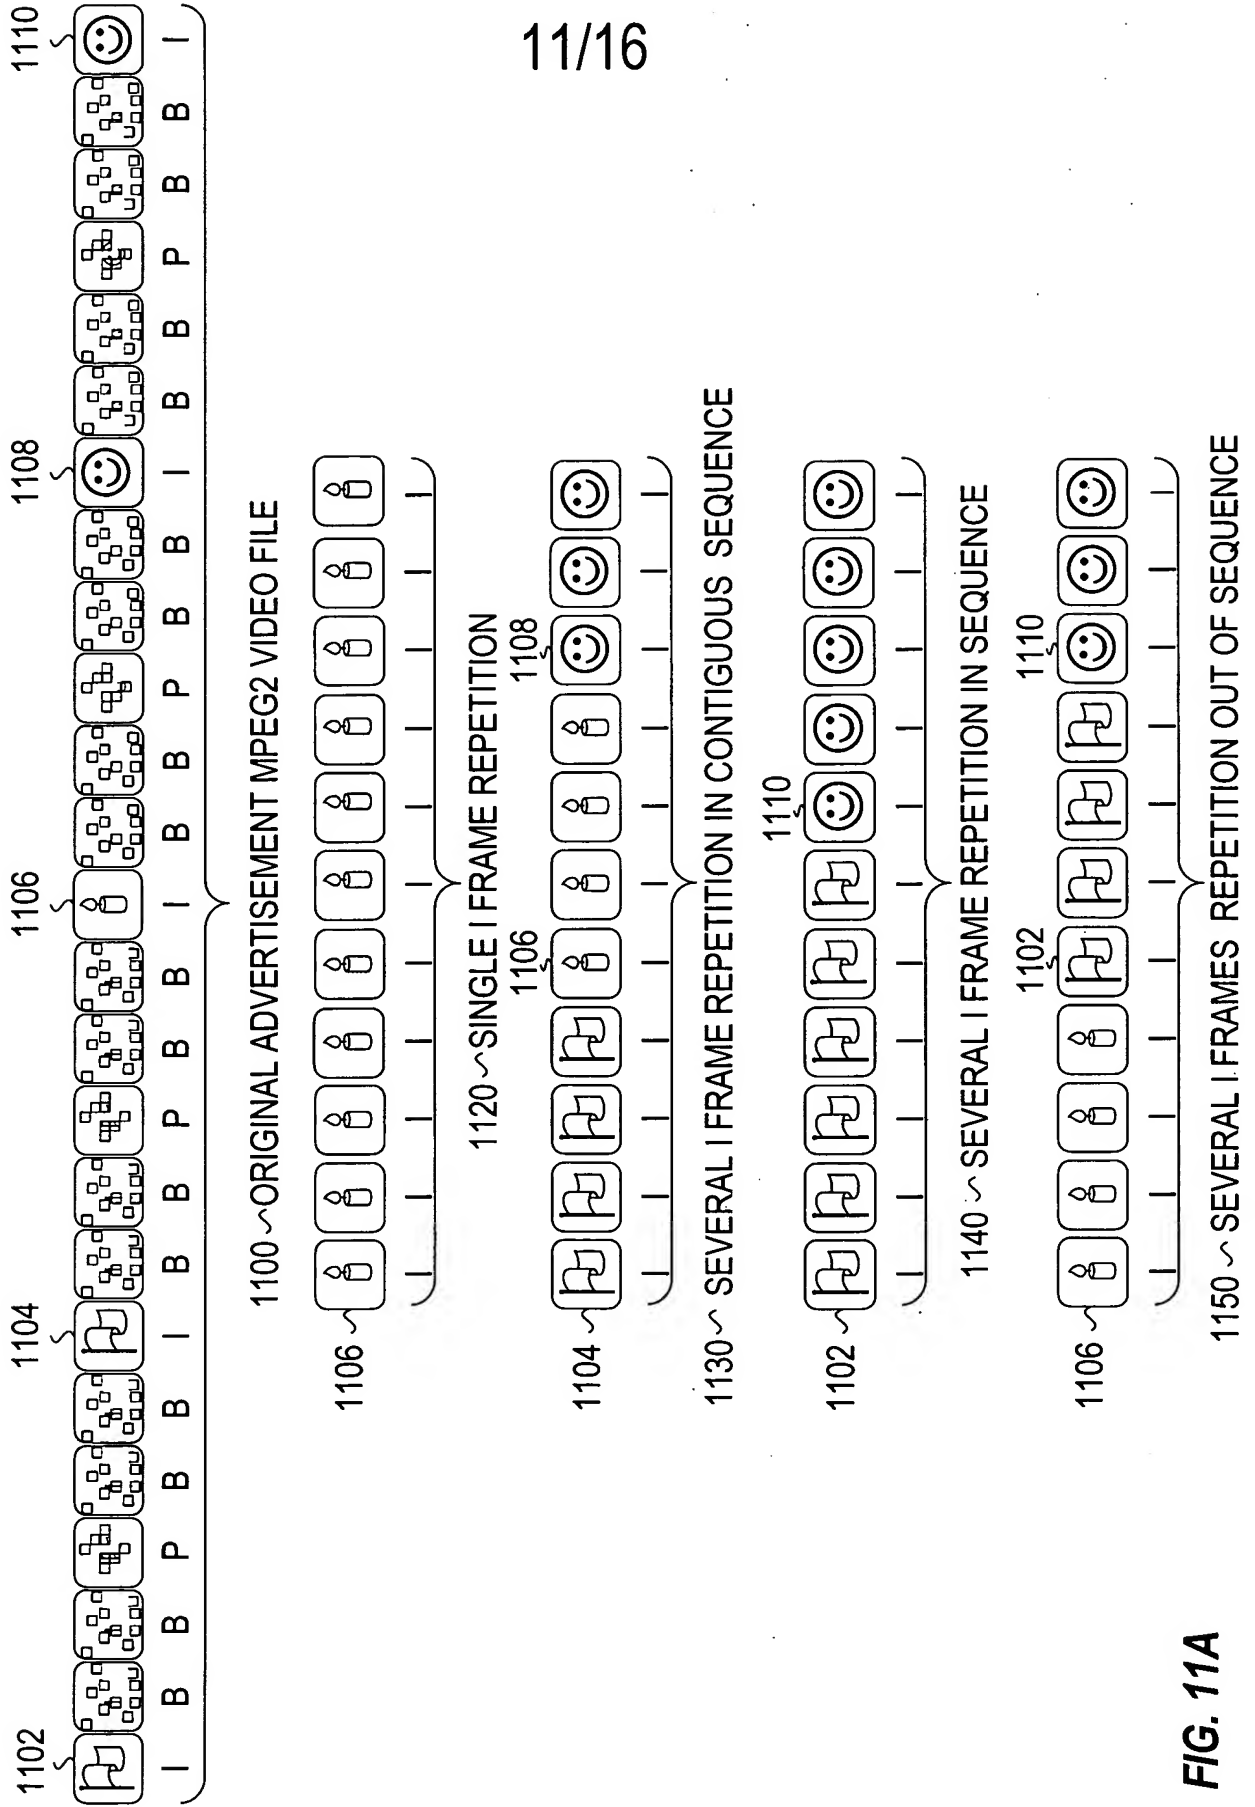 11/16
1102 1104 1106 1108 1110
I B B P B B I B B P B B I B B P B B I B B P B B I
1100 ORIGINAL ADVERTISEMENT MPEG2 VIDEO FILE
1106
I I I I I I I I I I I
1120 SINGLE I FRAME REPETITION
1104 1106 1108
I I I I I I I I I I I
1130 SEVERAL I FRAME REPETITION IN CONTIGUOUS SEQUENCE
1102 1110
I I I I I I I I I I I
1140 SEVERAL I FRAME REPETITION IN SEQUENCE
1106 1102 1110
I I I I I I I I I I I
1150 SEVERAL I FRAMES REPETITION OUT OF SEQUENCE
FIG. 11A